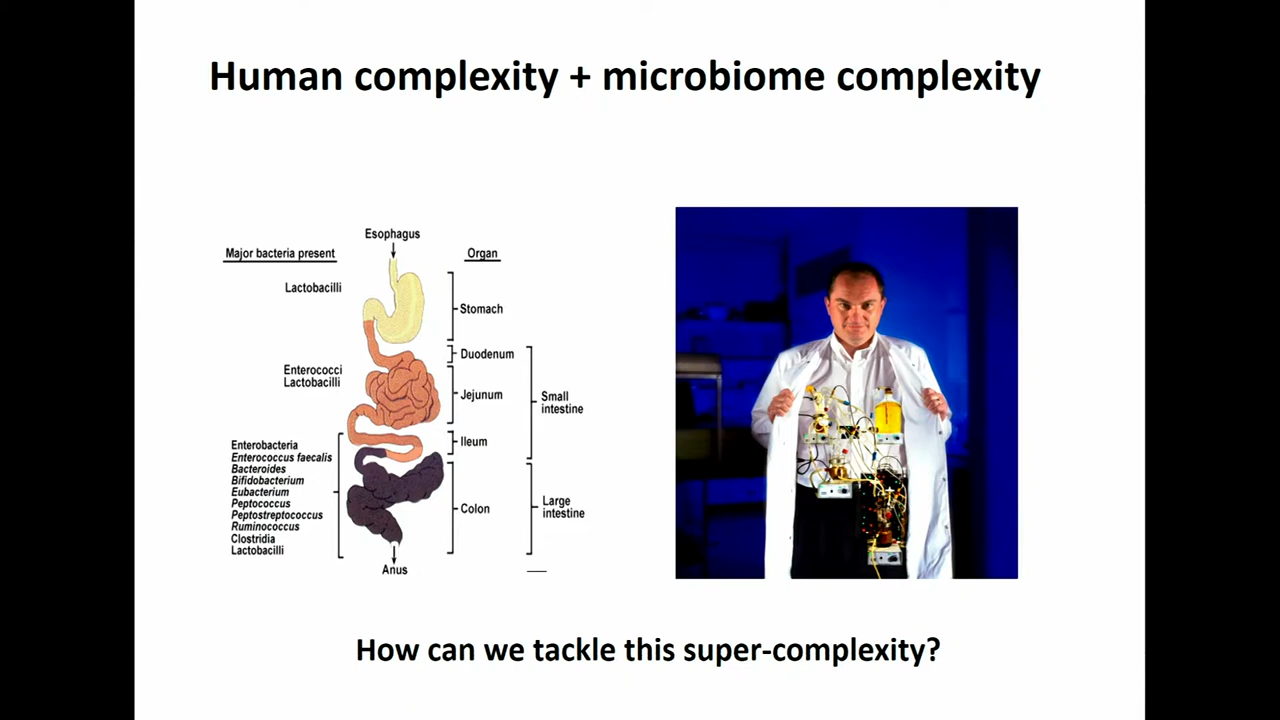 Human complexity + microbiome complexity
Esophagus
Major bacteria present
Organ
Lactobacilli
Stomach
Duodenum
Enterococci
Lactobacilli
Jejunum
Small
intestine
Ileum
Enterobacteria
Enterococcus faecalis
Bacteroides
Bifidobacterium
Eubacterium
Peptococcus
Peptostreptococcus
Ruminococcus
Clostridia
Lactobacilli
Colon
Large
intestine
Anus
How can we tackle this super-complexity?